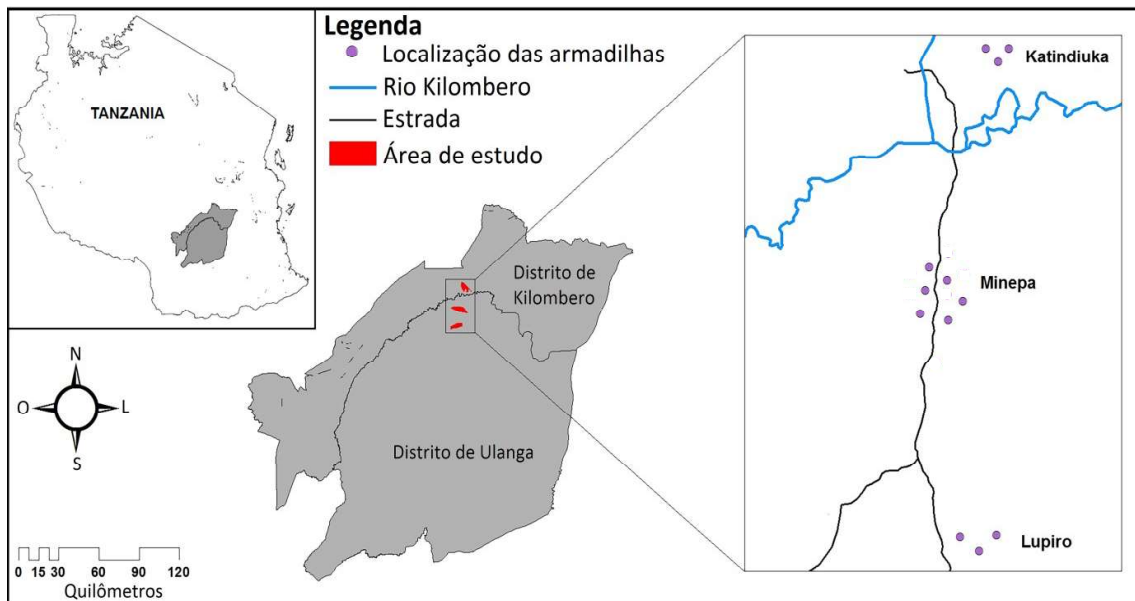 TANZANIA
Legenda
Localização das armadilhas
Rio Kilombero
Estrada
Área de estudo
Katindiuka
Minepa
Lupiro
Distrito de
Kilombero
Distrito de Ulanga
N
O
L
S
0 15 30 60 90 120
Quilômetros